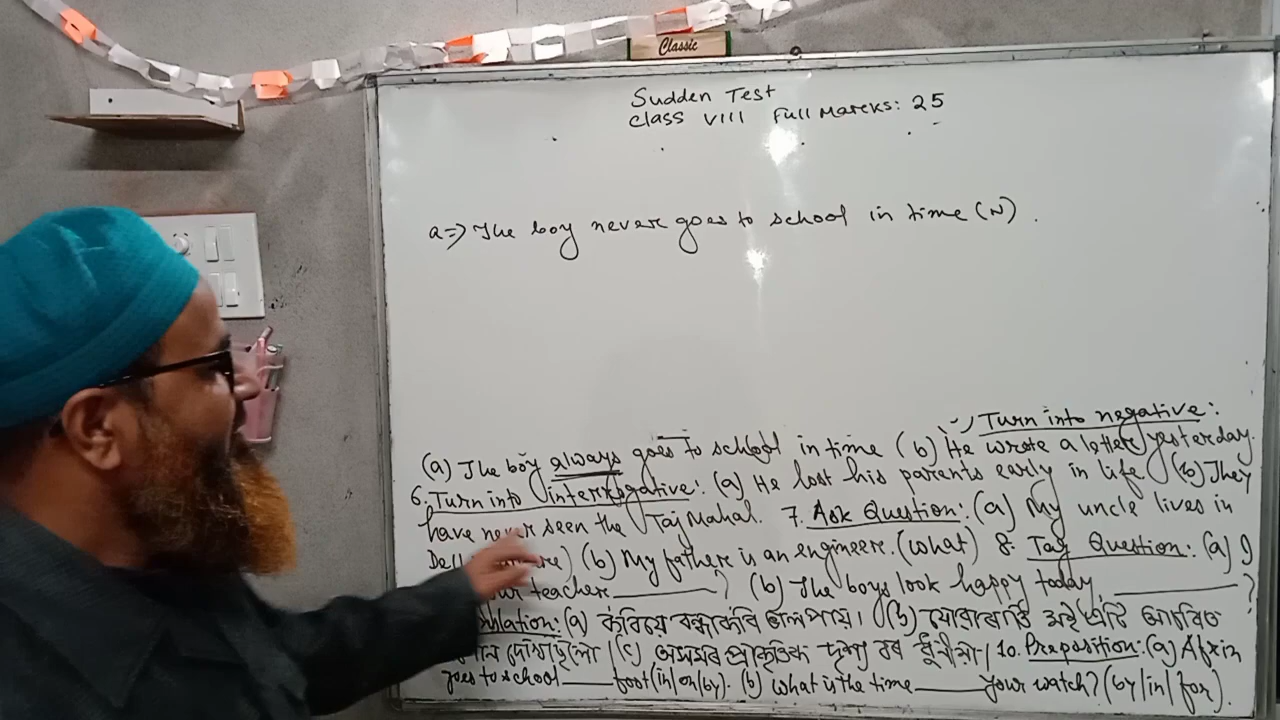 Classic
Sudden Test
Class VIII Full Marks: 25
a⇒ The boy never goes to school in time (N).
Turn into negative:
(a) The boy always goes to school in time (b) He wrote a letter yesterday.
6. Turn into interrogative: (a) He lost his parents early in life (b) They
have never seen the Taj Mahal. 7. Ask Question: (a) My uncle lives in
(b) My father is an engineer. (what) 8. Tag Question: (a) I
teacher ______? (b) The boys look happy today, ______?
(a) (b)
(c) অসমৰ প্ৰাকৃতিক দৃশ্য বৰ ধুনীয়া। 10. Preposition: (a) Afrin
goes to school ____ foot (in/on/by). (b) What is the time ____ your watch? (by/in/for).